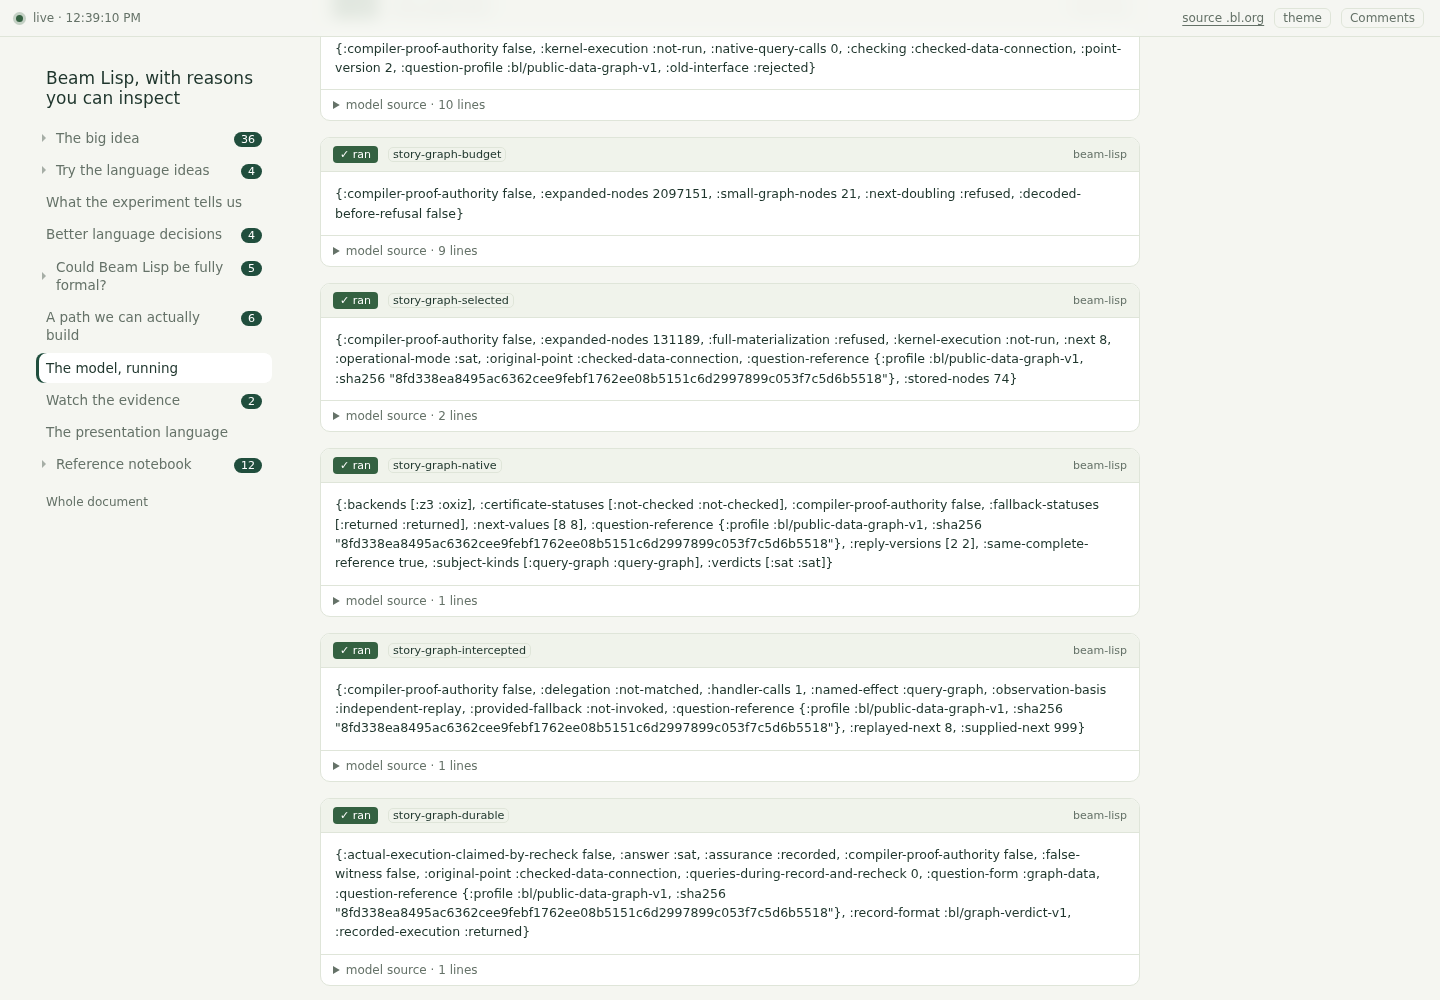 live · 12:39:10 PM
source .bl.org
theme
Comments
Beam Lisp, with reasons
you can inspect
The big idea
36
Try the language ideas
4
What the experiment tells us
Better language decisions
4
Could Beam Lisp be fully
formal?
5
A path we can actually
build
6
The model, running
Watch the evidence
2
The presentation language
Reference notebook
12
Whole document
{:compiler-proof-authority false, :kernel-execution :not-run, :native-query-calls 0, :checking :checked-data-connection, :point-
version 2, :question-profile :bl/public-data-graph-v1, :old-interface :rejected}
model source · 10 lines
✓ ran story-graph-budget beam-lisp
{:compiler-proof-authority false, :expanded-nodes 2097151, :small-graph-nodes 21, :next-doubling :refused, :decoded-
before-refusal false}
model source · 9 lines
✓ ran story-graph-selected beam-lisp
{:compiler-proof-authority false, :expanded-nodes 131189, :full-materialization :refused, :kernel-execution :not-run, :next 8,
:operational-mode :sat, :original-point :checked-data-connection, :question-reference {:profile :bl/public-data-graph-v1,
:sha256 "8fd338ea8495ac6362cee9febf1762ee08b5151c6d2997899c053f7c5d6b5518"}, :stored-nodes 74}
model source · 2 lines
✓ ran story-graph-native beam-lisp
{:backends [:z3 :oxiz], :certificate-statuses [:not-checked :not-checked], :compiler-proof-authority false, :fallback-statuses
[:returned :returned], :next-values [8 8], :question-reference {:profile :bl/public-data-graph-v1, :sha256
"8fd338ea8495ac6362cee9febf1762ee08b5151c6d2997899c053f7c5d6b5518"}, :reply-versions [2 2], :same-complete-
reference true, :subject-kinds [:query-graph :query-graph], :verdicts [:sat :sat]}
model source · 1 lines
✓ ran story-graph-intercepted beam-lisp
{:compiler-proof-authority false, :delegation :not-matched, :handler-calls 1, :named-effect :query-graph, :observation-basis
:independent-replay, :provided-fallback :not-invoked, :question-reference {:profile :bl/public-data-graph-v1, :sha256
"8fd338ea8495ac6362cee9febf1762ee08b5151c6d2997899c053f7c5d6b5518"}, :replayed-next 8, :supplied-next 999}
model source · 1 lines
✓ ran story-graph-durable beam-lisp
{:actual-execution-claimed-by-recheck false, :answer :sat, :assurance :recorded, :compiler-proof-authority false, :false-
witness false, :original-point :checked-data-connection, :queries-during-record-and-recheck 0, :question-form :graph-data,
:question-reference {:profile :bl/public-data-graph-v1, :sha256
"8fd338ea8495ac6362cee9febf1762ee08b5151c6d2997899c053f7c5d6b5518"}, :record-format :bl/graph-verdict-v1,
:recorded-execution :returned}
model source · 1 lines